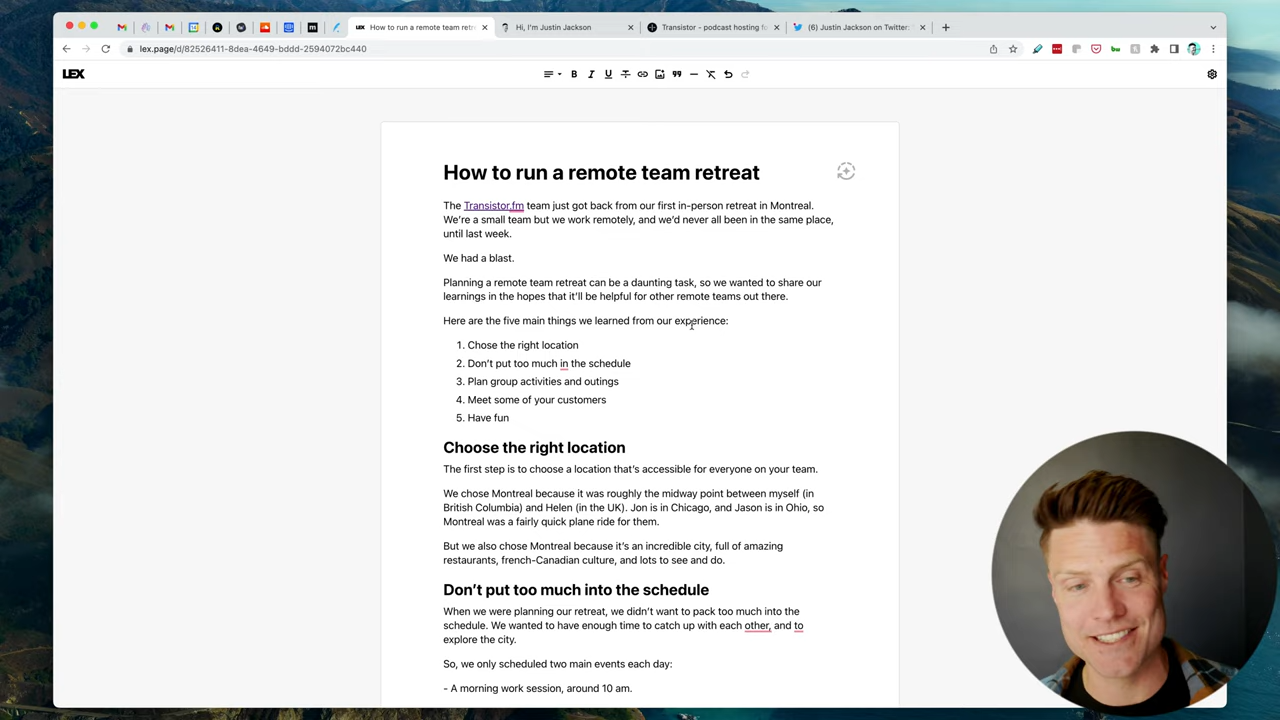 How to run a remote team retr
Hi, I'm Justin Jackson
Transistor - podcast hosting fo
(6) Justin Jackson on Twitter:
lex.page/d/82526411-8dea-4649-bddd-2594072bc440
LEX
How to run a remote team retreat
The Transistor.fm team just got back from our first in-person retreat in Montreal.
We're a small team but we work remotely, and we'd never all been in the same place,
until last week.
We had a blast.
Planning a remote team retreat can be a daunting task, so we wanted to share our
learnings in the hopes that it'll be helpful for other remote teams out there.
Here are the five main things we learned from our experience:
1. Chose the right location
2. Don't put too much in the schedule
3. Plan group activities and outings
4. Meet some of your customers
5. Have fun
Choose the right location
The first step is to choose a location that's accessible for everyone on your team.
We chose Montreal because it was roughly the midway point between myself (in
British Columbia) and Helen (in the UK). Jon is in Chicago, and Jason is in Ohio, so
Montreal was a fairly quick plane ride for them.
But we also chose Montreal because it's an incredible city, full of amazing
restaurants, french-Canadian culture, and lots to see and do.
Don't put too much into the schedule
When we were planning our retreat, we didn't want to pack too much into the
schedule. We wanted to have enough time to catch up with each other, and to
explore the city.
So, we only scheduled two main events each day:
- A morning work session, around 10 am.